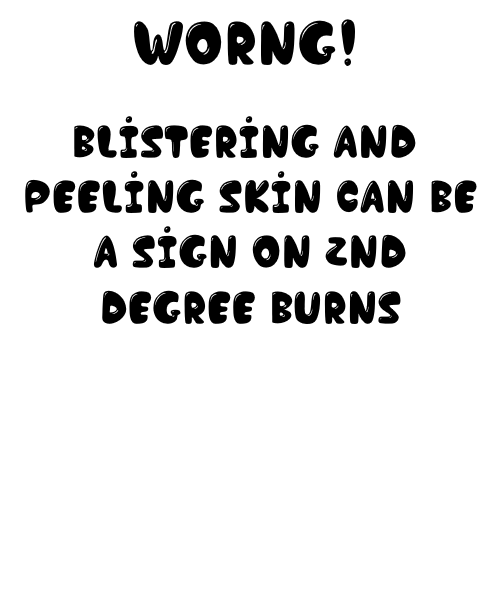 WORNG!
BLISTERING AND
PEELING SKIN CAN BE
A SIGN ON 2ND
DEGREE BURNS